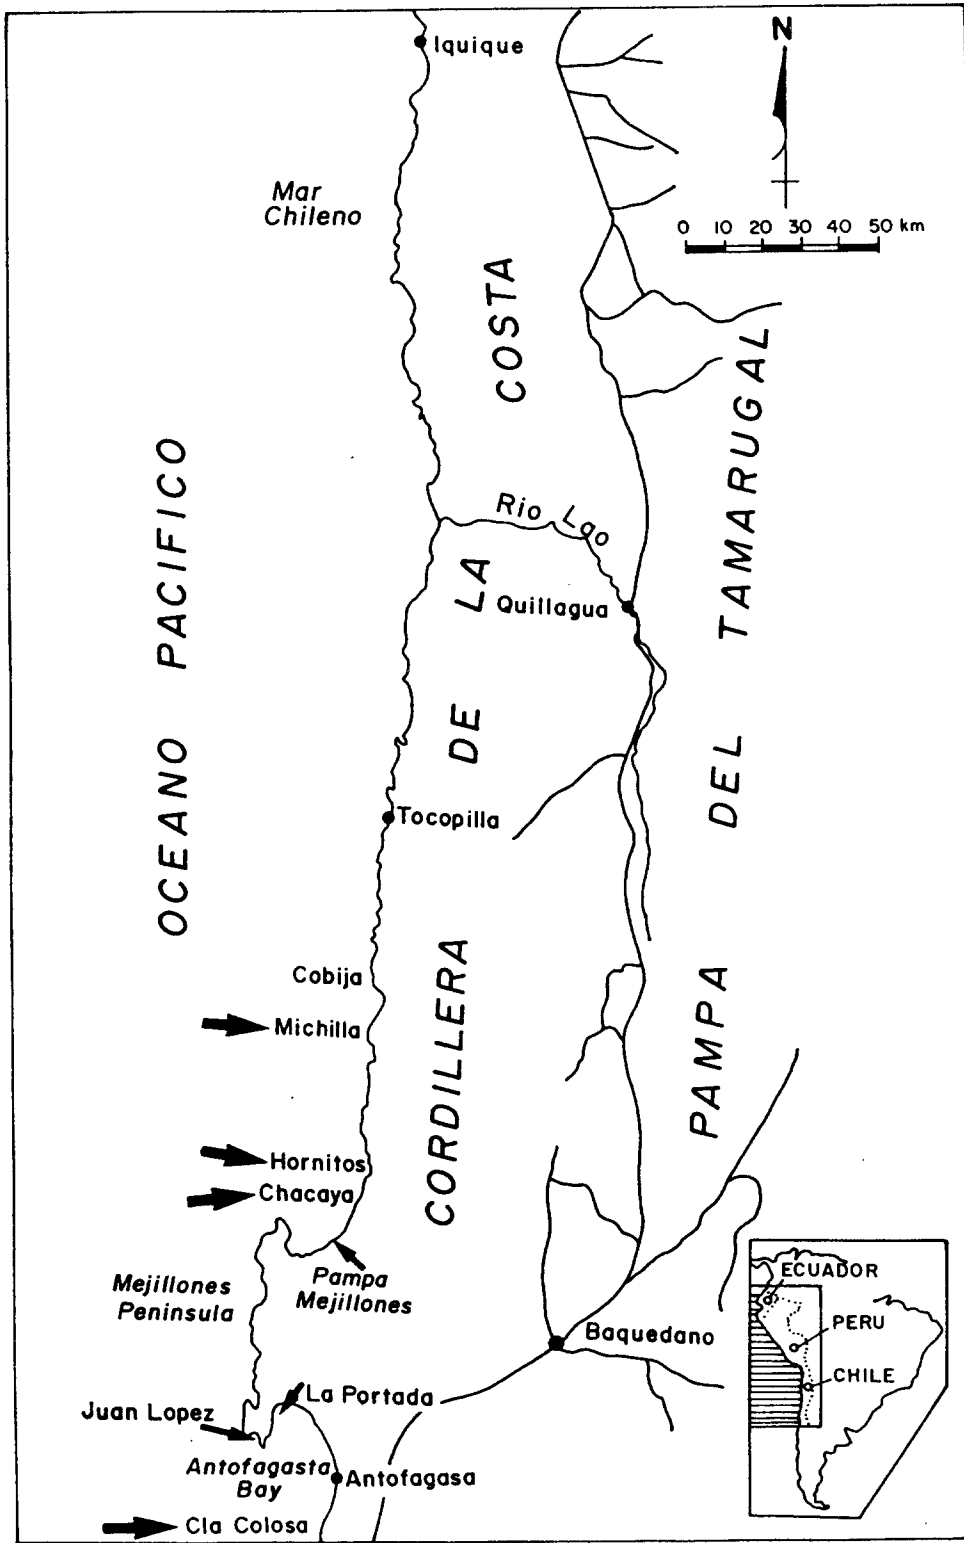 Iquique
N
Mar
Chileno
0 10 20 30 40 50 km
OCEANO PACIFICO
CORDILLERA DE LA COSTA
PAMPA DEL TAMARUGAL
Rio Lao
Quillagua
Tocopilla
Cobija
Michilla
Hornitos
Chacaya
Pampa
Mejillones
Mejillones
Peninsula
Baquedano
La Portada
Juan Lopez
Antofagasta
Bay
Antofagasa
Cla Colosa
ECUADOR
PERU
CHILE